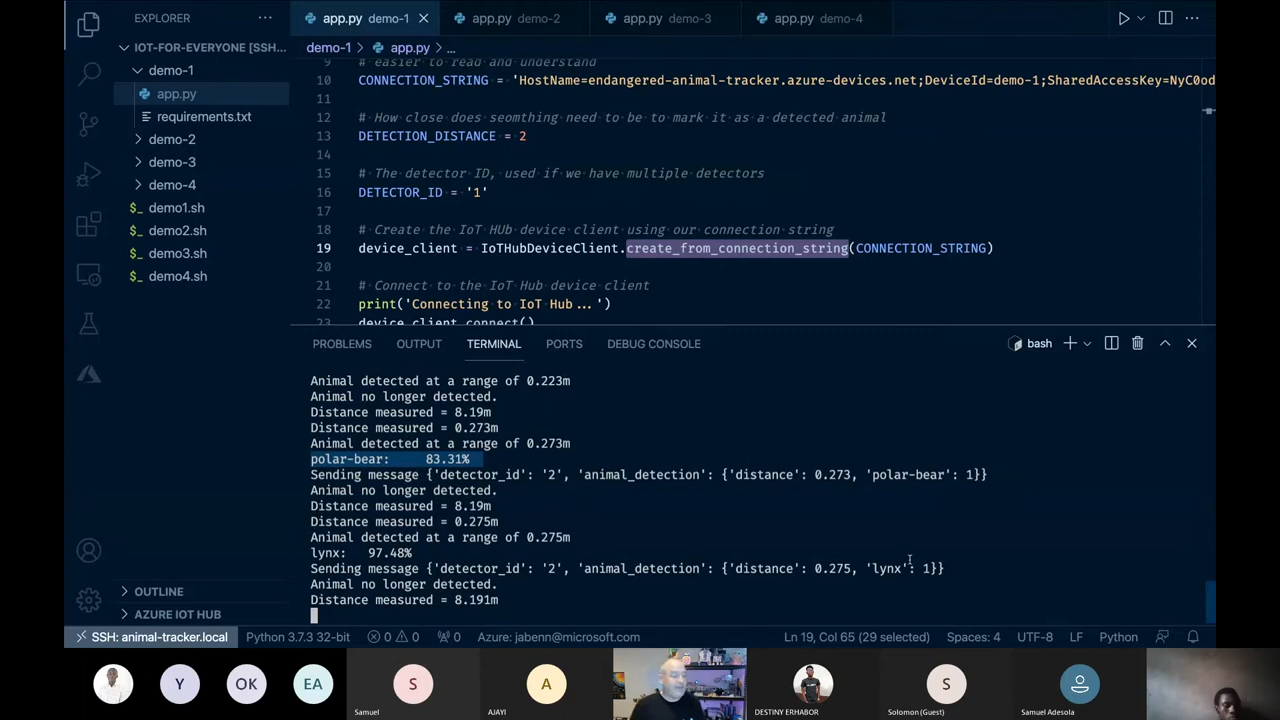 EXPLORER
···
app.py demo-1
app.py demo-2
app.py demo-3
app.py demo-4
IOT-FOR-EVERYONE [SSH...
demo-1
app.py
requirements.txt
demo-2
demo-3
demo-4
$_ demo1.sh
$_ demo2.sh
$_ demo3.sh
$_ demo4.sh
OUTLINE
AZURE IOT HUB
demo-1 > app.py > ...
9 # easier to read and understand
10 CONNECTION_STRING = 'HostName=endangered-animal-tracker.azure-devices.net;DeviceId=demo-1;SharedAccessKey=NyC0od
11
12 # How close does seomthing need to be to mark it as a detected animal
13 DETECTION_DISTANCE = 2
14
15 # The detector ID, used if we have multiple detectors
16 DETECTOR_ID = '1'
17
18 # Create the IoT HUb device client using our connection string
19 device_client = IoTHubDeviceClient.create_from_connection_string(CONNECTION_STRING)
20
21 # Connect to the IoT Hub device client
22 print('Connecting to IoT Hub...')
23 device_client.connect()
PROBLEMS OUTPUT TERMINAL PORTS DEBUG CONSOLE
bash
Animal detected at a range of 0.223m
Animal no longer detected.
Distance measured = 8.19m
Distance measured = 0.273m
Animal detected at a range of 0.273m
polar-bear: 83.31%
Sending message {'detector_id': '2', 'animal_detection': {'distance': 0.273, 'polar-bear': 1}}
Animal no longer detected.
Distance measured = 8.19m
Distance measured = 0.275m
Animal detected at a range of 0.275m
lynx: 97.48%
Sending message {'detector_id': '2', 'animal_detection': {'distance': 0.275, 'lynx': 1}}
Animal no longer detected.
Distance measured = 8.191m
SSH: animal-tracker.local Python 3.7.3 32-bit 0 0 0 Azure: jabenn@microsoft.com Ln 19, Col 65 (29 selected) Spaces: 4 UTF-8 LF Python
Y
OK
EA
S
Samuel
A
AJAYI
DESTINY ERHABOR
S
Solomon (Guest)
Samuel Adesola